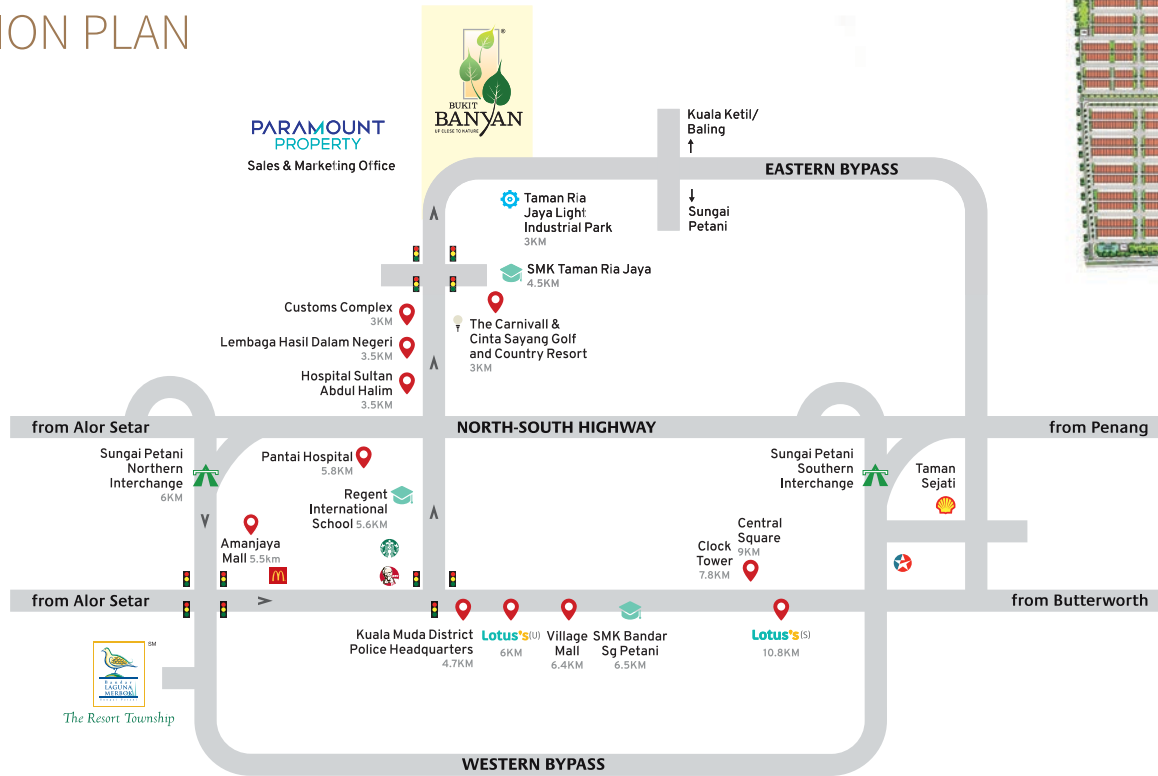 ION PLAN
BUKIT
BANYAN
UP CLOSE TO NATURE
PARAMOUNT
PROPERTY
Sales & Marketing Office
Kuala Ketil/
Baling
EASTERN BYPASS
Sungai
Petani
Taman Ria
Jaya Light
Industrial Park
3KM
SMK Taman Ria Jaya
4.5KM
Customs Complex
3KM
The Carnivall &
Cinta Sayang Golf
and Country Resort
3KM
Lembaga Hasil Dalam Negeri
3.5KM
Hospital Sultan
Abdul Halim
3.5KM
from Alor Setar
NORTH-SOUTH HIGHWAY
from Penang
Sungai Petani
Northern
Interchange
6KM
Pantai Hospital
5.8KM
Regent
International
School 5.6KM
Sungai Petani
Southern
Interchange
Taman
Sejati
Amanjaya
Mall 5.5km
Central
Square
9KM
Clock
Tower
7.8KM
from Alor Setar
from Butterworth
Kuala Muda District
Police Headquarters
4.7KM
Lotus's(U)
6KM
Village
Mall
6.4KM
SMK Bandar
Sg Petani
6.5KM
Lotus's(S)
10.8KM
SM
Bandar
LAGUNA
MERBOK
The Resort Township
WESTERN BYPASS